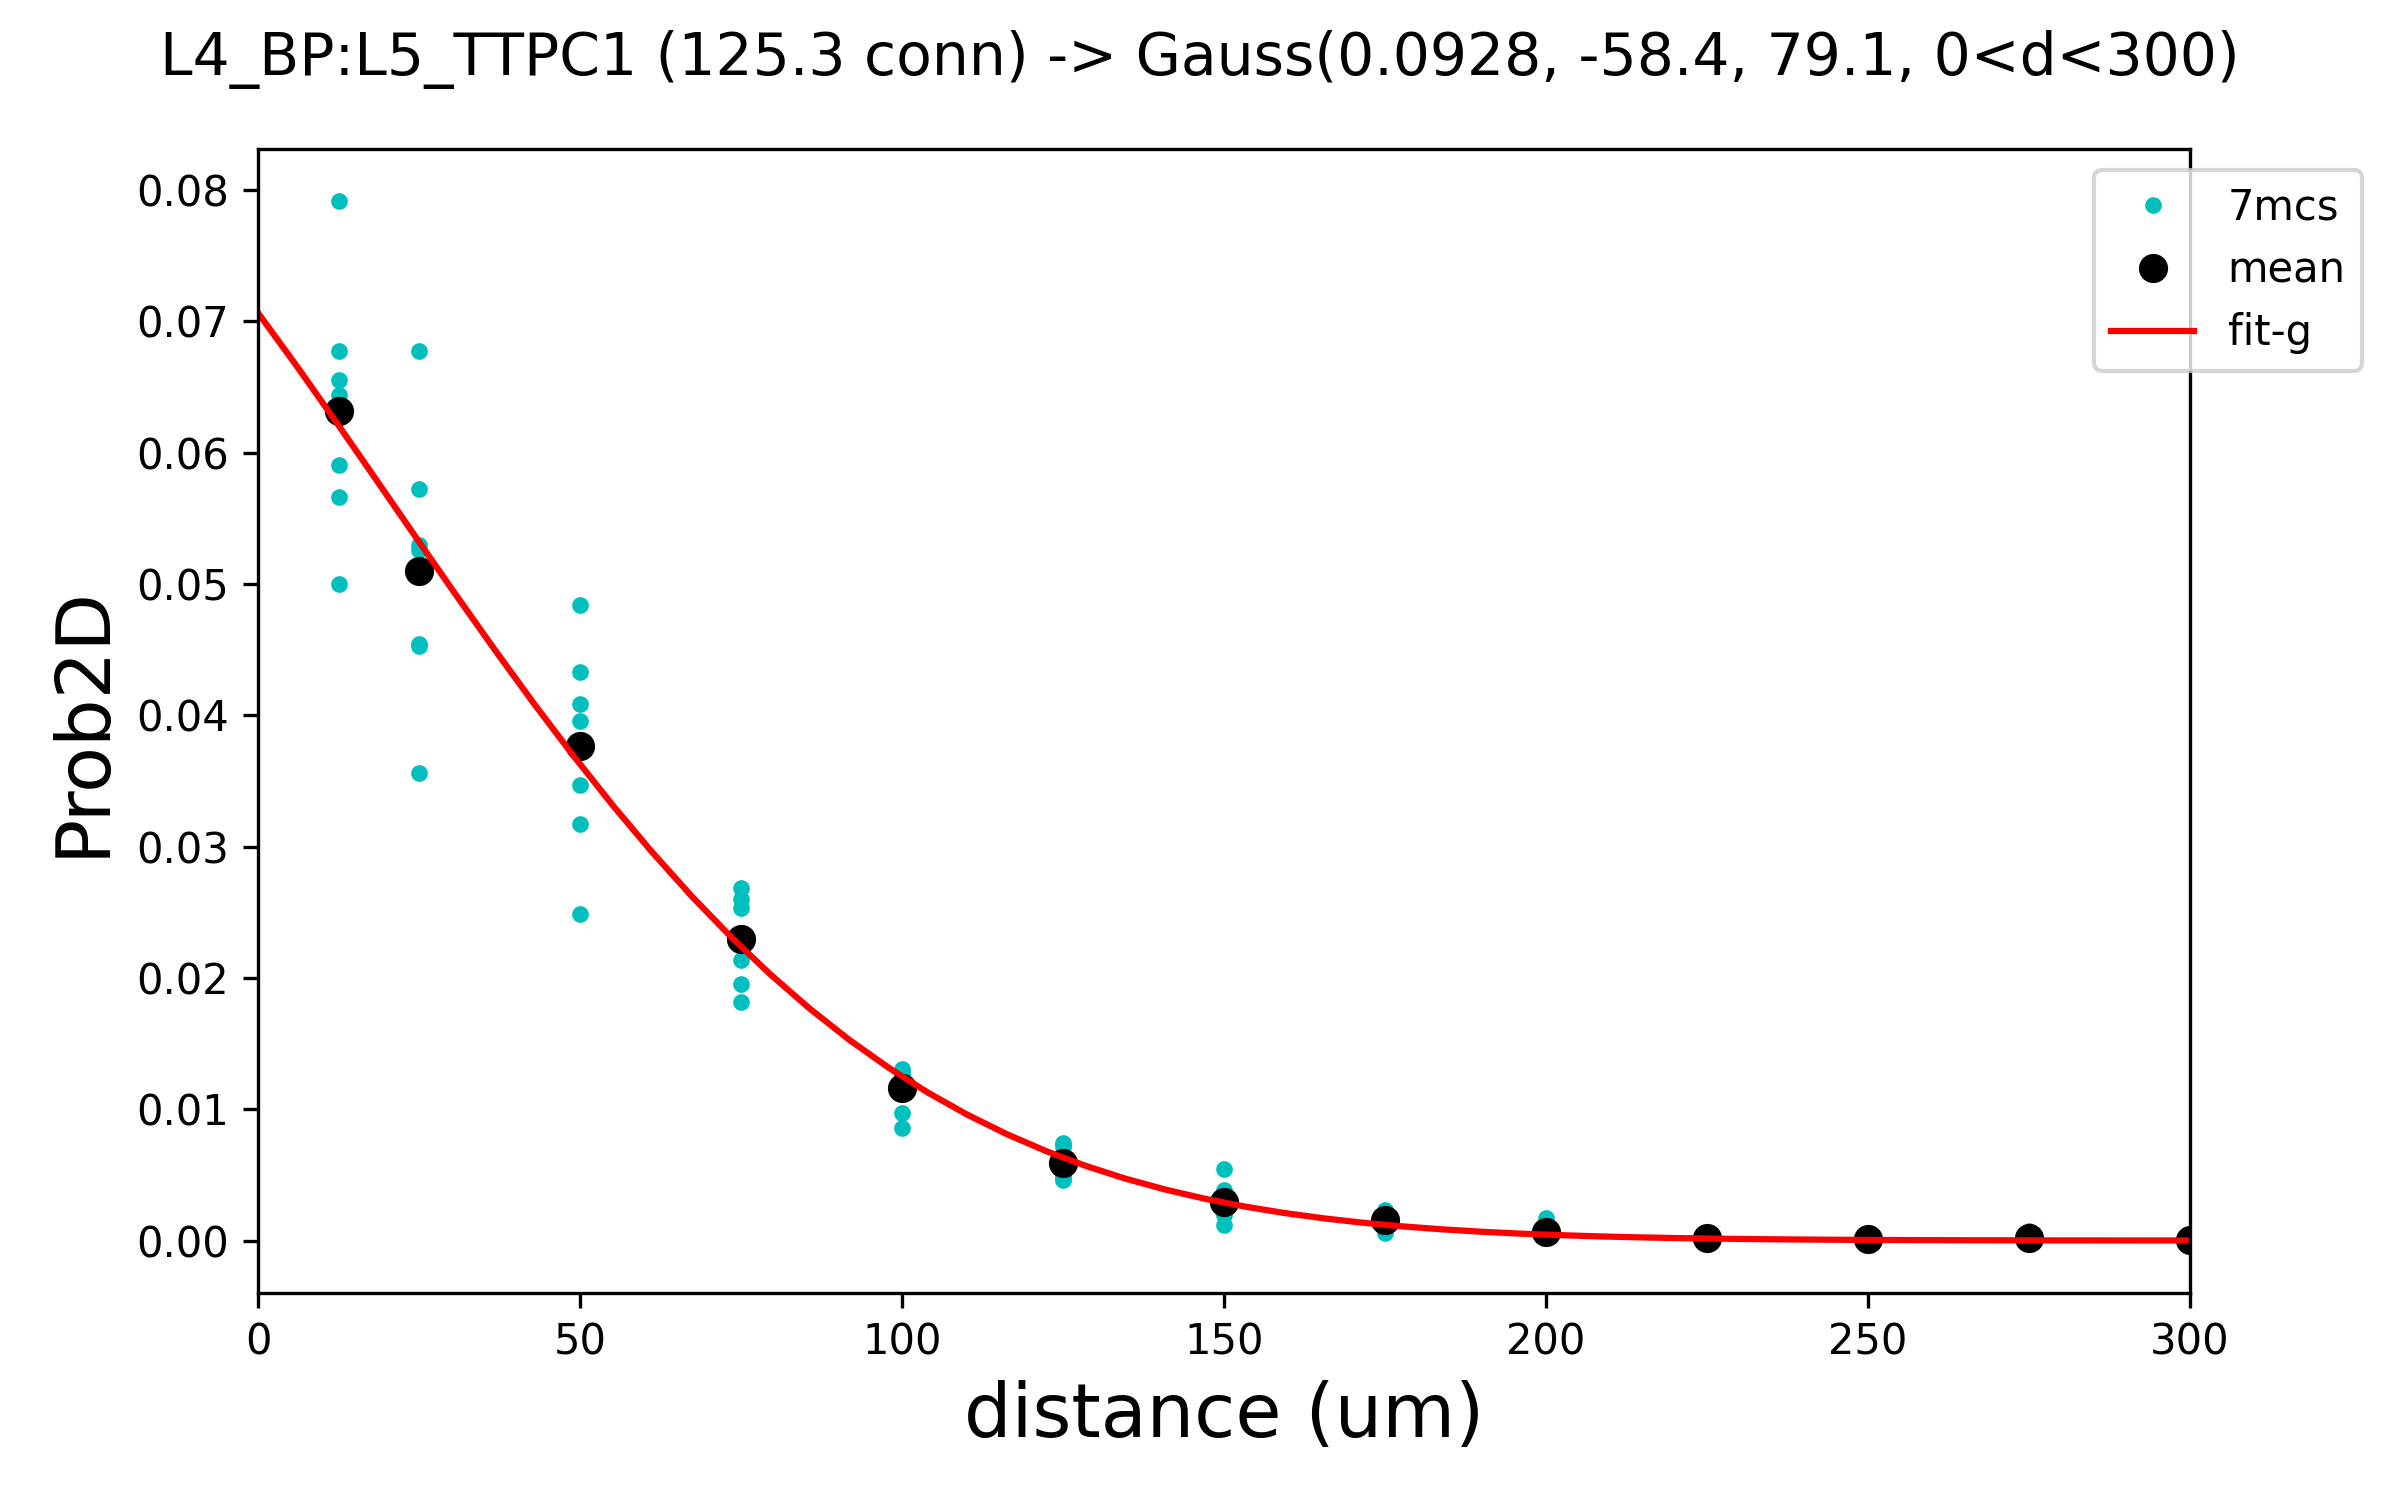 L4_BP:L5_TTPC1 (125.3 conn) -> Gauss(0.0928, -58.4, 79.1, 0<d<300)
7mcs
mean
fit-g
0.08
0.07
0.06
0.05
0.04
0.03
0.02
0.01
0.00
Prob2D
0 50 100 150 200 250 300
distance (um)